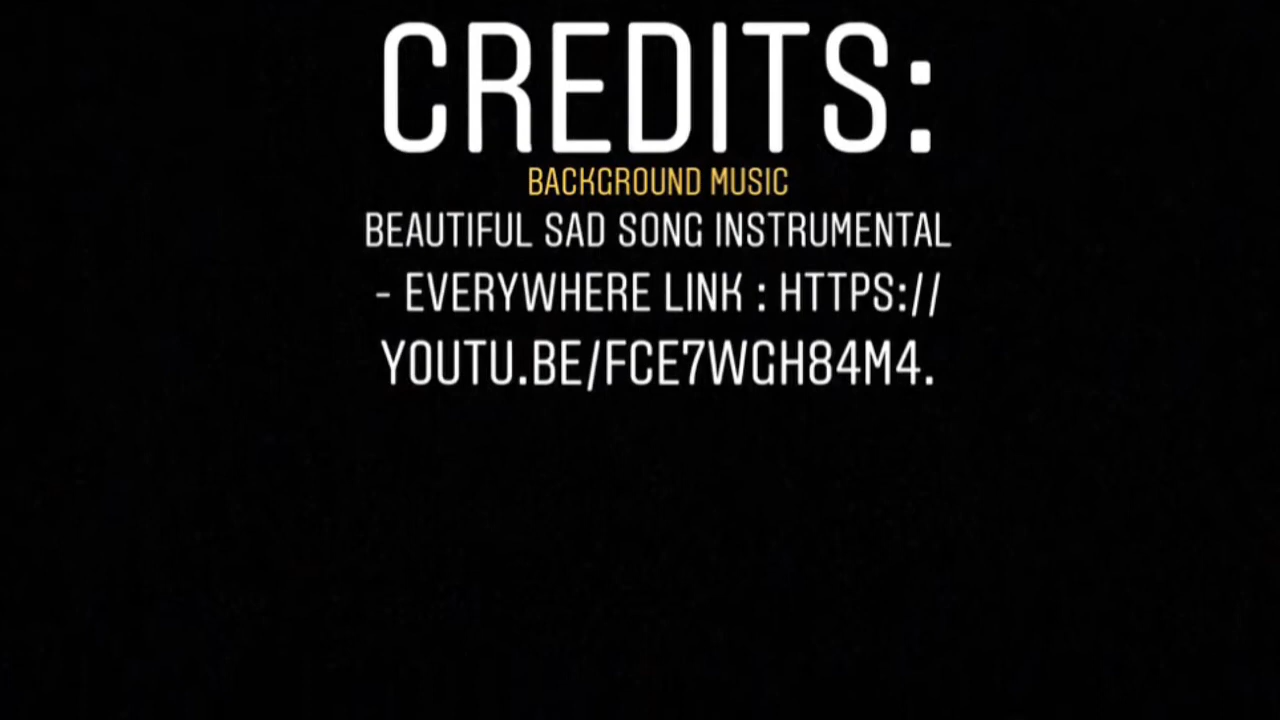 CREDITS:
BACKGROUND MUSIC
BEAUTIFUL SAD SONG INSTRUMENTAL
- EVERYWHERE LINK : HTTPS://
YOUTU.BE/FCE7WGH84M4.